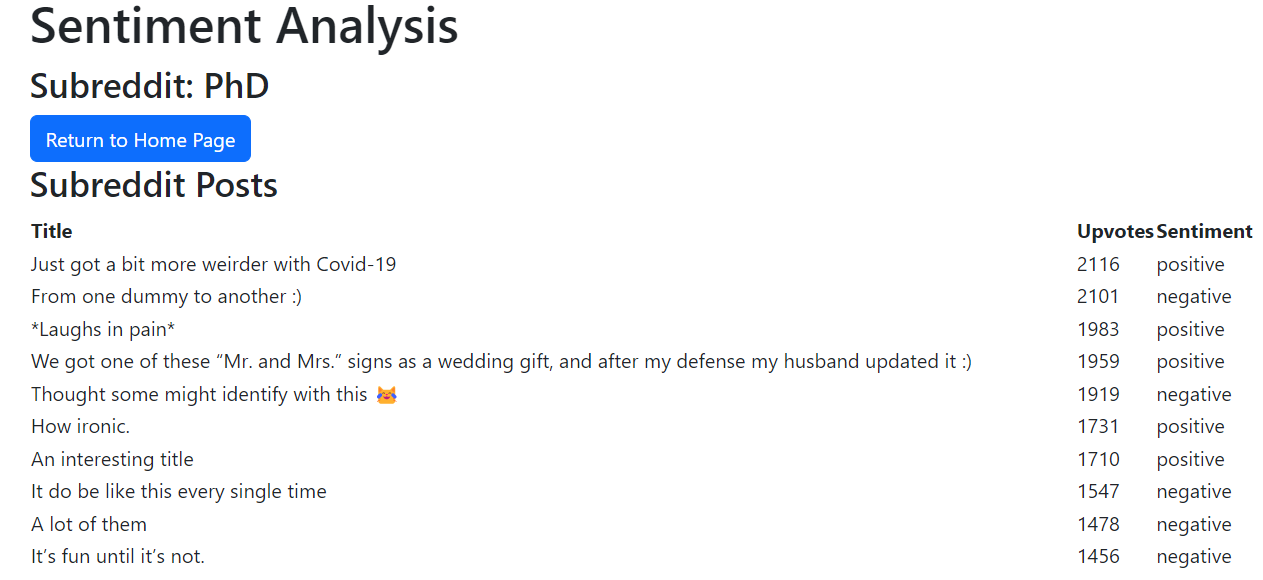 Sentiment Analysis
Subreddit: PhD
Return to Home Page
Subreddit Posts
Title Upvotes Sentiment
Just got a bit more weirder with Covid-19 2116 positive
From one dummy to another :) 2101 negative
*Laughs in pain* 1983 positive
We got one of these “Mr. and Mrs.” signs as a wedding gift, and after my defense my husband updated it :) 1959 positive
Thought some might identify with this 😹 1919 negative
How ironic. 1731 positive
An interesting title 1710 positive
It do be like this every single time 1547 negative
A lot of them 1478 negative
It’s fun until it’s not. 1456 negative